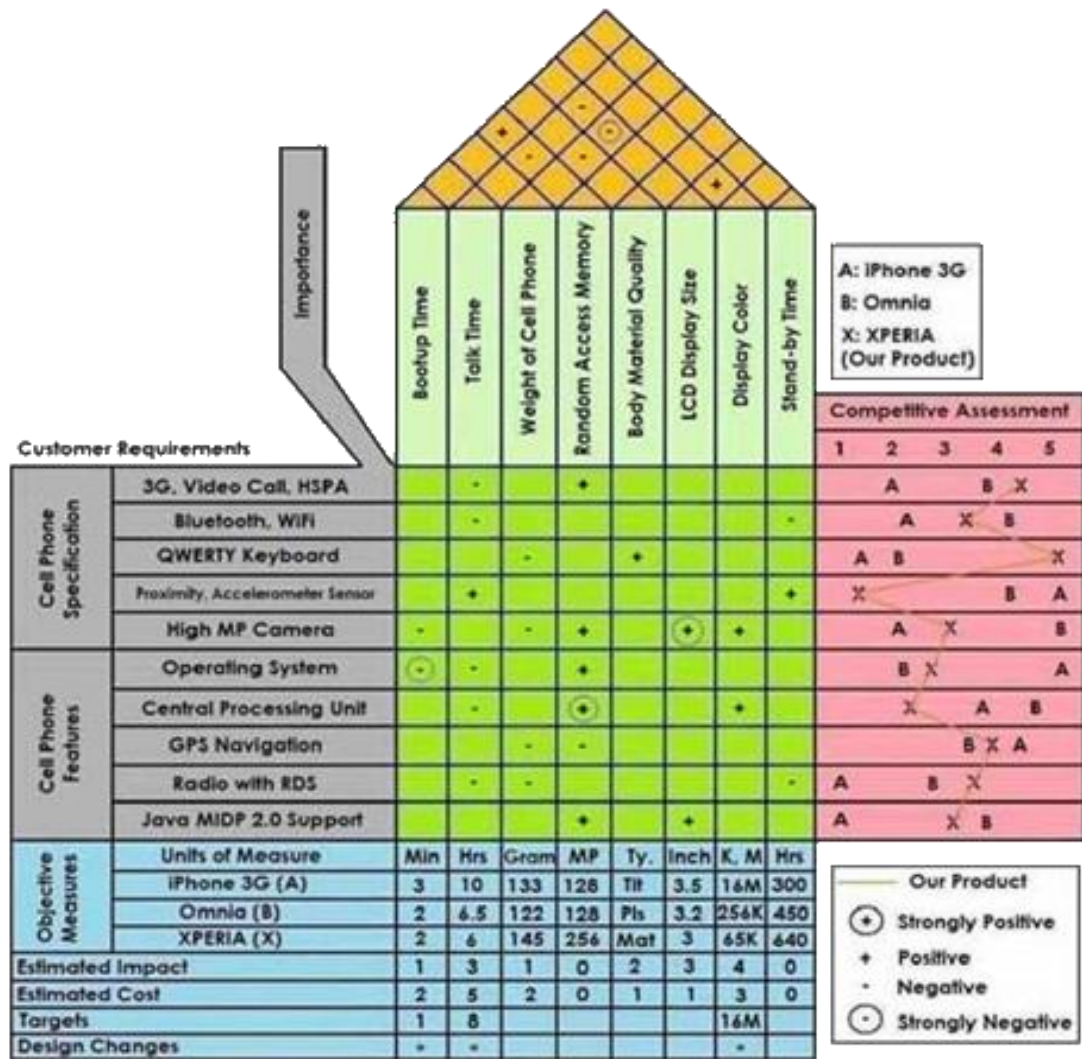 Importance
Bootup Time
Talk Time
Weight of Cell Phone
Random Access Memory
Body Material Quality
LCD Display Size
Display Color
Stand-by Time
A: iPhone 3G
B: Omnia
X: XPERIA
(Our Product)
Competitive Assessment
1 2 3 4 5
Customer Requirements
Cell Phone
Specification
3G, Video Call, HSPA - + A B X
Bluetooth, WiFi - - A X B
QWERTY Keyboard - + A B X
Proximity, Accelerometer Sensor + + X B A
High MP Camera - - + + + A X B
Cell Phone
Features
Operating System - - + B X A
Central Processing Unit - + + X A B
GPS Navigation - - B X A
Radio with RDS - - - A B X
Java MIDP 2.0 Support + + A X B
Objective
Measures
Units of Measure Min Hrs Gram MP Ty. Inch K, M Hrs
iPhone 3G (A) 3 10 133 128 Tit 3.5 16M 300
Omnia (B) 2 6.5 122 128 Pls 3.2 256K 450
XPERIA (X) 2 6 145 256 Mat 3 65K 640
Estimated Impact 1 3 1 0 2 3 4 0
Estimated Cost 2 5 2 0 1 1 3 0
Targets 1 8 16M
Design Changes - - -
Our Product
+ Strongly Positive
+ Positive
- Negative
- Strongly Negative